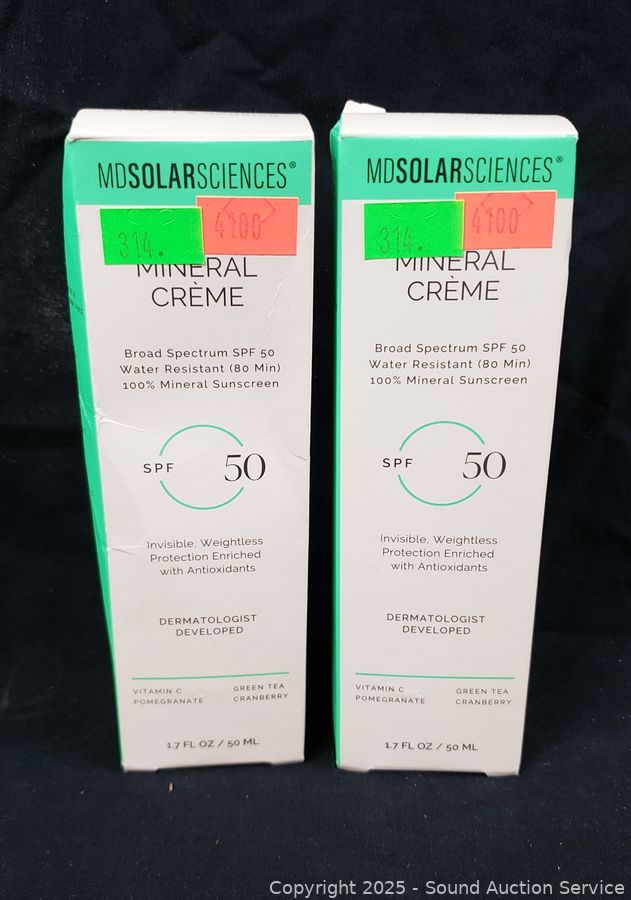 MDSOLARSCIENCES®
314.
4100
MINERAL
CRÈME
Broad Spectrum SPF 50
Water Resistant (80 Min)
100% Mineral Sunscreen
SPF 50
Invisible, Weightless
Protection Enriched
with Antioxidants
DERMATOLOGIST
DEVELOPED
VITAMIN C GREEN TEA
POMEGRANATE CRANBERRY
1.7 FL OZ / 50 ML
MDSOLARSCIENCES®
314.
4100
MINERAL
CRÈME
Broad Spectrum SPF 50
Water Resistant (80 Min)
100% Mineral Sunscreen
SPF 50
Invisible, Weightless
Protection Enriched
with Antioxidants
DERMATOLOGIST
DEVELOPED
VITAMIN C GREEN TEA
POMEGRANATE CRANBERRY
1.7 FL OZ / 50 ML
Copyright 2025 - Sound Auction Service